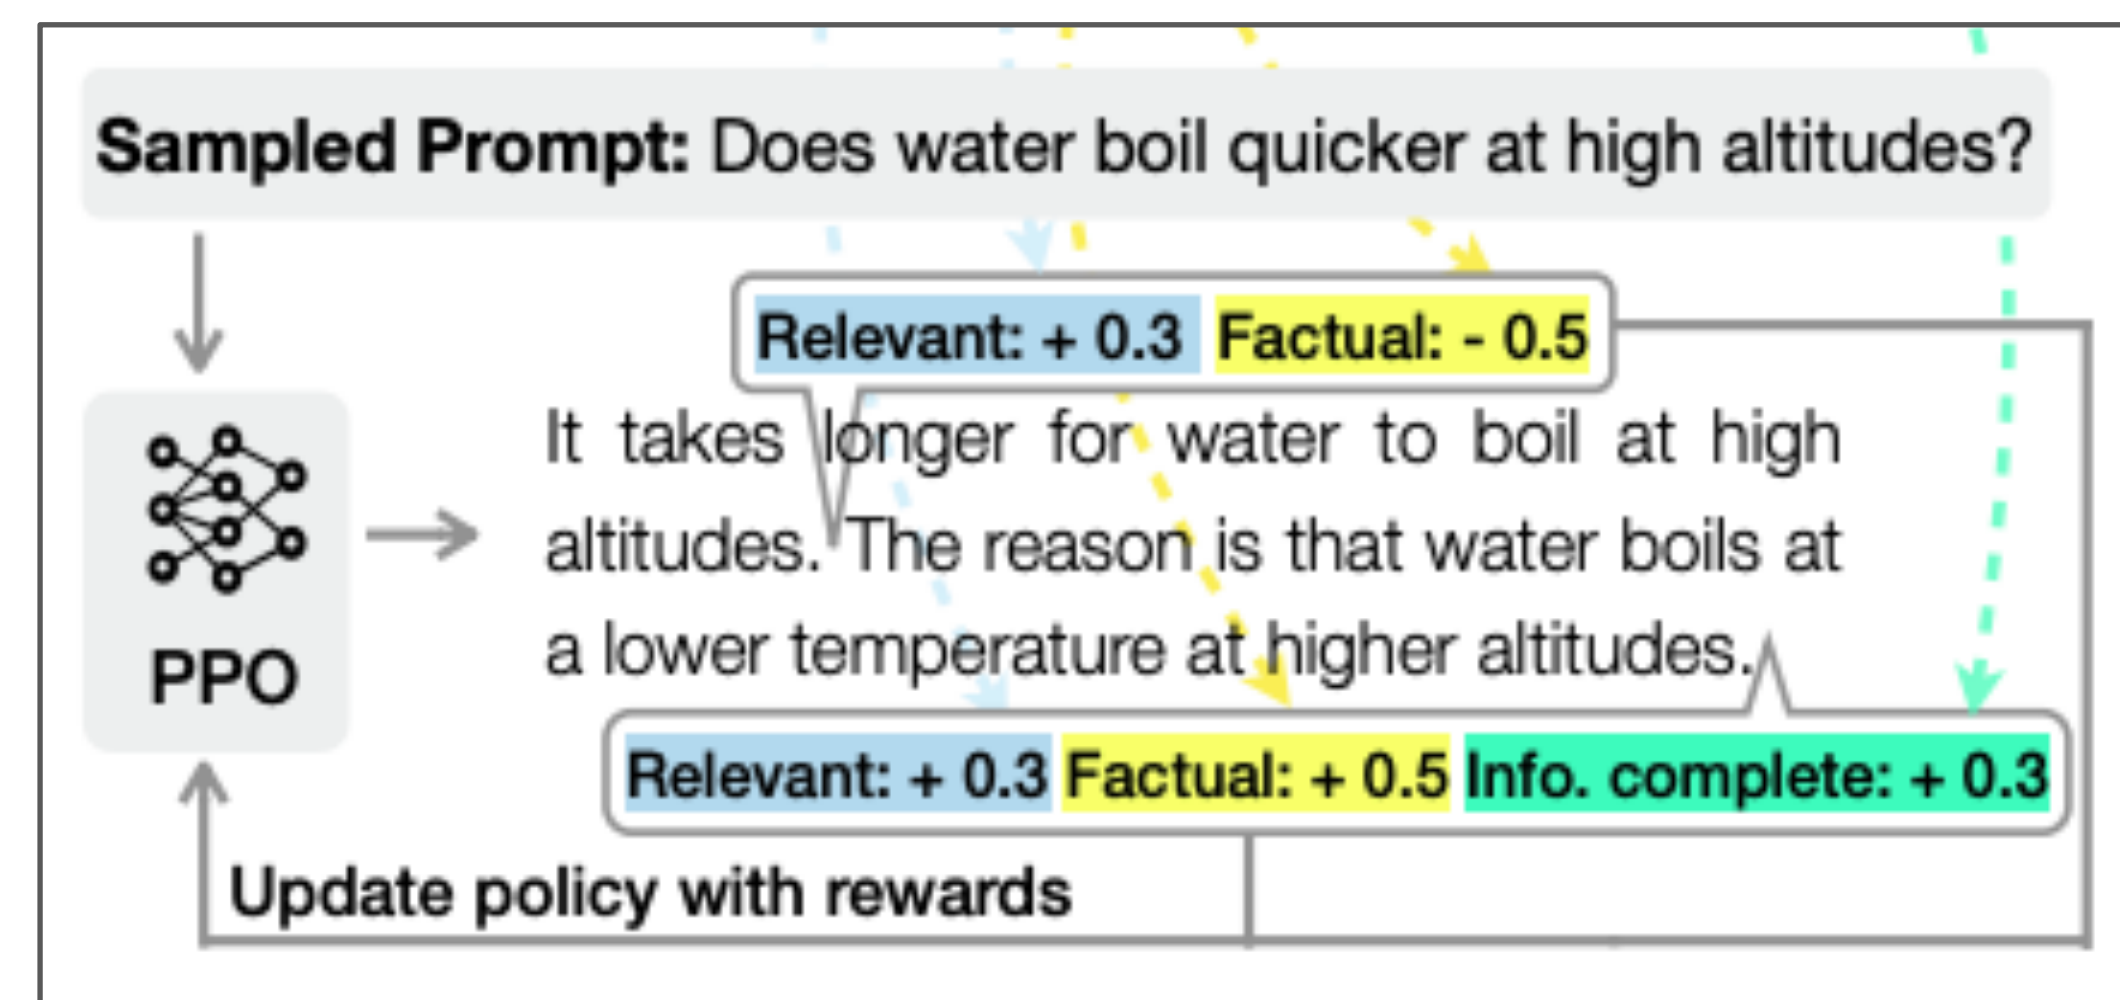 Sampled Prompt: Does water boil quicker at high altitudes?
Relevant: + 0.3 Factual: - 0.5
It takes longer for water to boil at high
altitudes. The reason is that water boils at
a lower temperature at higher altitudes.
PPO
Relevant: + 0.3 Factual: + 0.5 Info. complete: + 0.3
Update policy with rewards